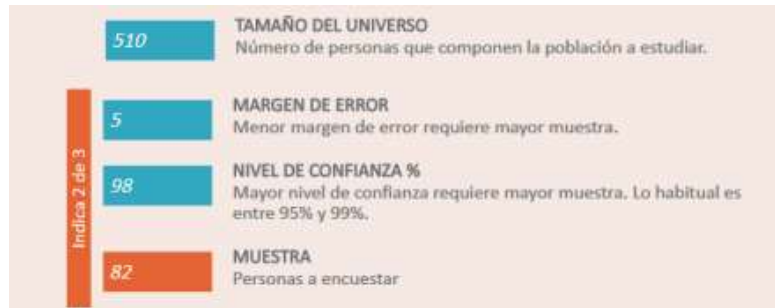 510
TAMAÑO DEL UNIVERSO
Número de personas que componen la población a estudiar.
Indica 2 de 3
5
MARGEN DE ERROR
Menor margen de error requiere mayor muestra.
98
NIVEL DE CONFIANZA %
Mayor nivel de confianza requiere mayor muestra. Lo habitual es
entre 95% y 99%.
82
MUESTRA
Personas a encuestar